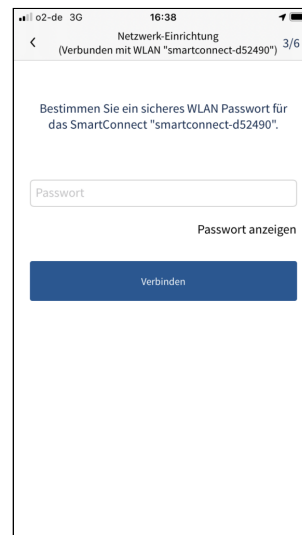 o2-de 3G 16:38
Netzwerk-Einrichtung
(Verbunden mit WLAN "smartconnect-d52490") 3/6
Bestimmen Sie ein sicheres WLAN Passwort für
das SmartConnect "smartconnect-d52490".
Passwort
Passwort anzeigen
Verbinden